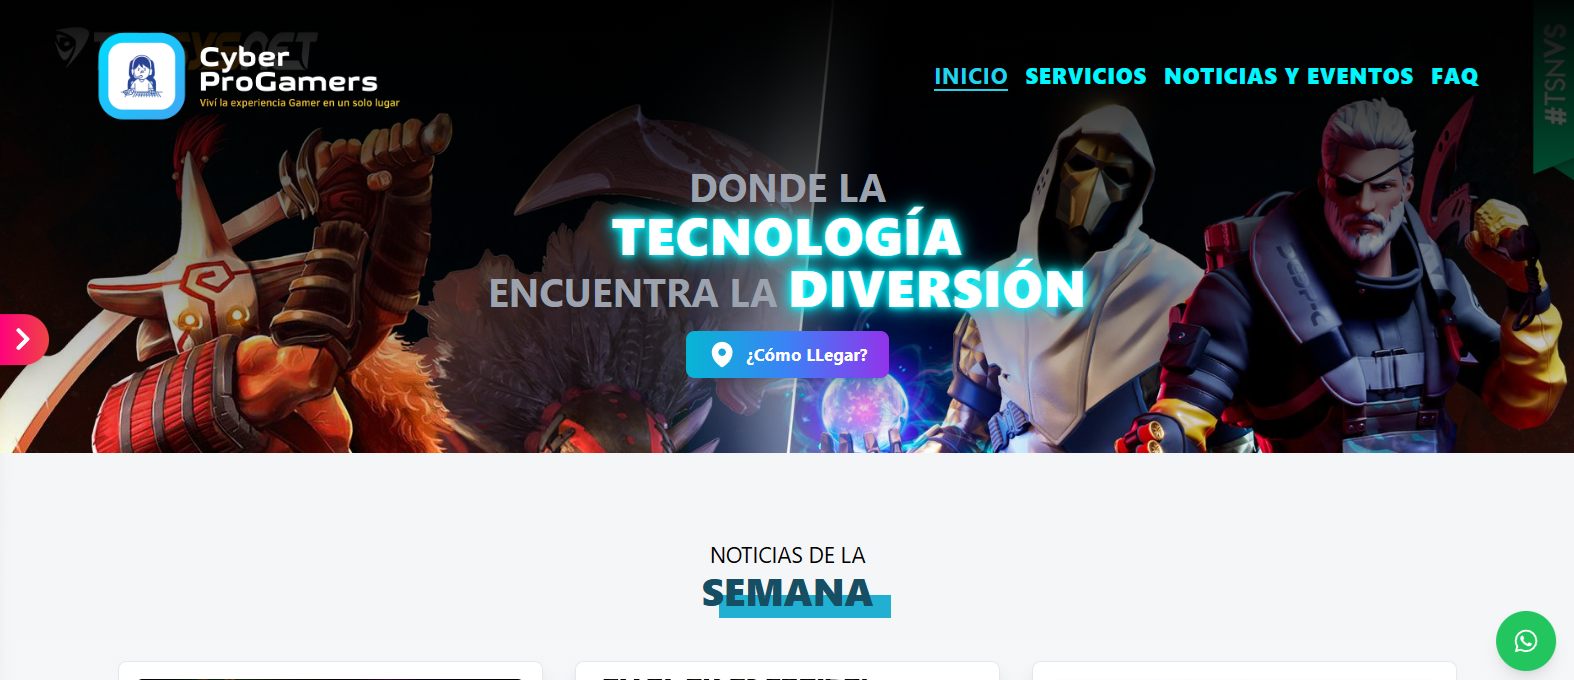 Cyber
ProGamers
Viví la experiencia Gamer en un solo lugar
INICIO SERVICIOS NOTICIAS Y EVENTOS FAQ
#TSNVS
DONDE LA
TECNOLOGÍA
ENCUENTRA LA DIVERSIÓN
¿Cómo LLegar?
NOTICIAS DE LA
SEMANA